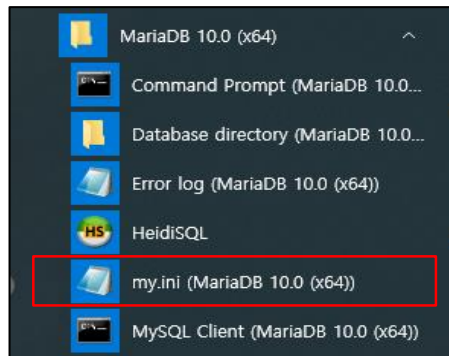 MariaDB 10.0 (x64)
Command Prompt (MariaDB 10.0...
Database directory (MariaDB 10.0...
Error log (MariaDB 10.0 (x64))
HS HeidiSQL
my.ini (MariaDB 10.0 (x64))
MySQL Client (MariaDB 10.0 (x64))